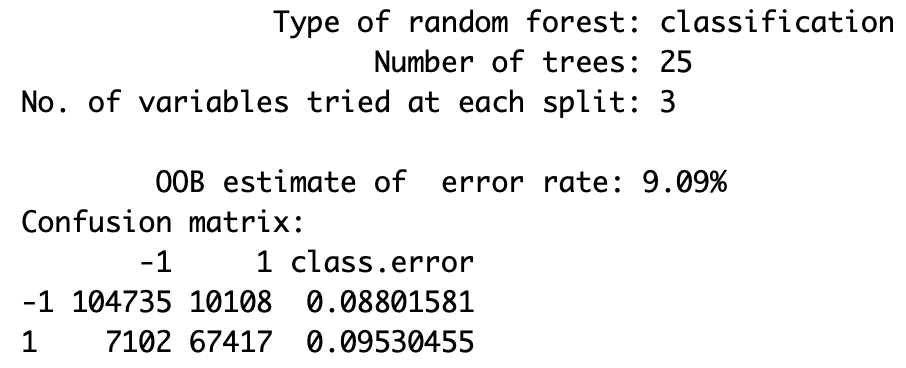 Type of random forest: classification
Number of trees: 25
No. of variables tried at each split: 3
OOB estimate of  error rate: 9.09%
Confusion matrix:
-1 1 class.error
-1 104735 10108 0.08801581
1 7102 67417 0.09530455